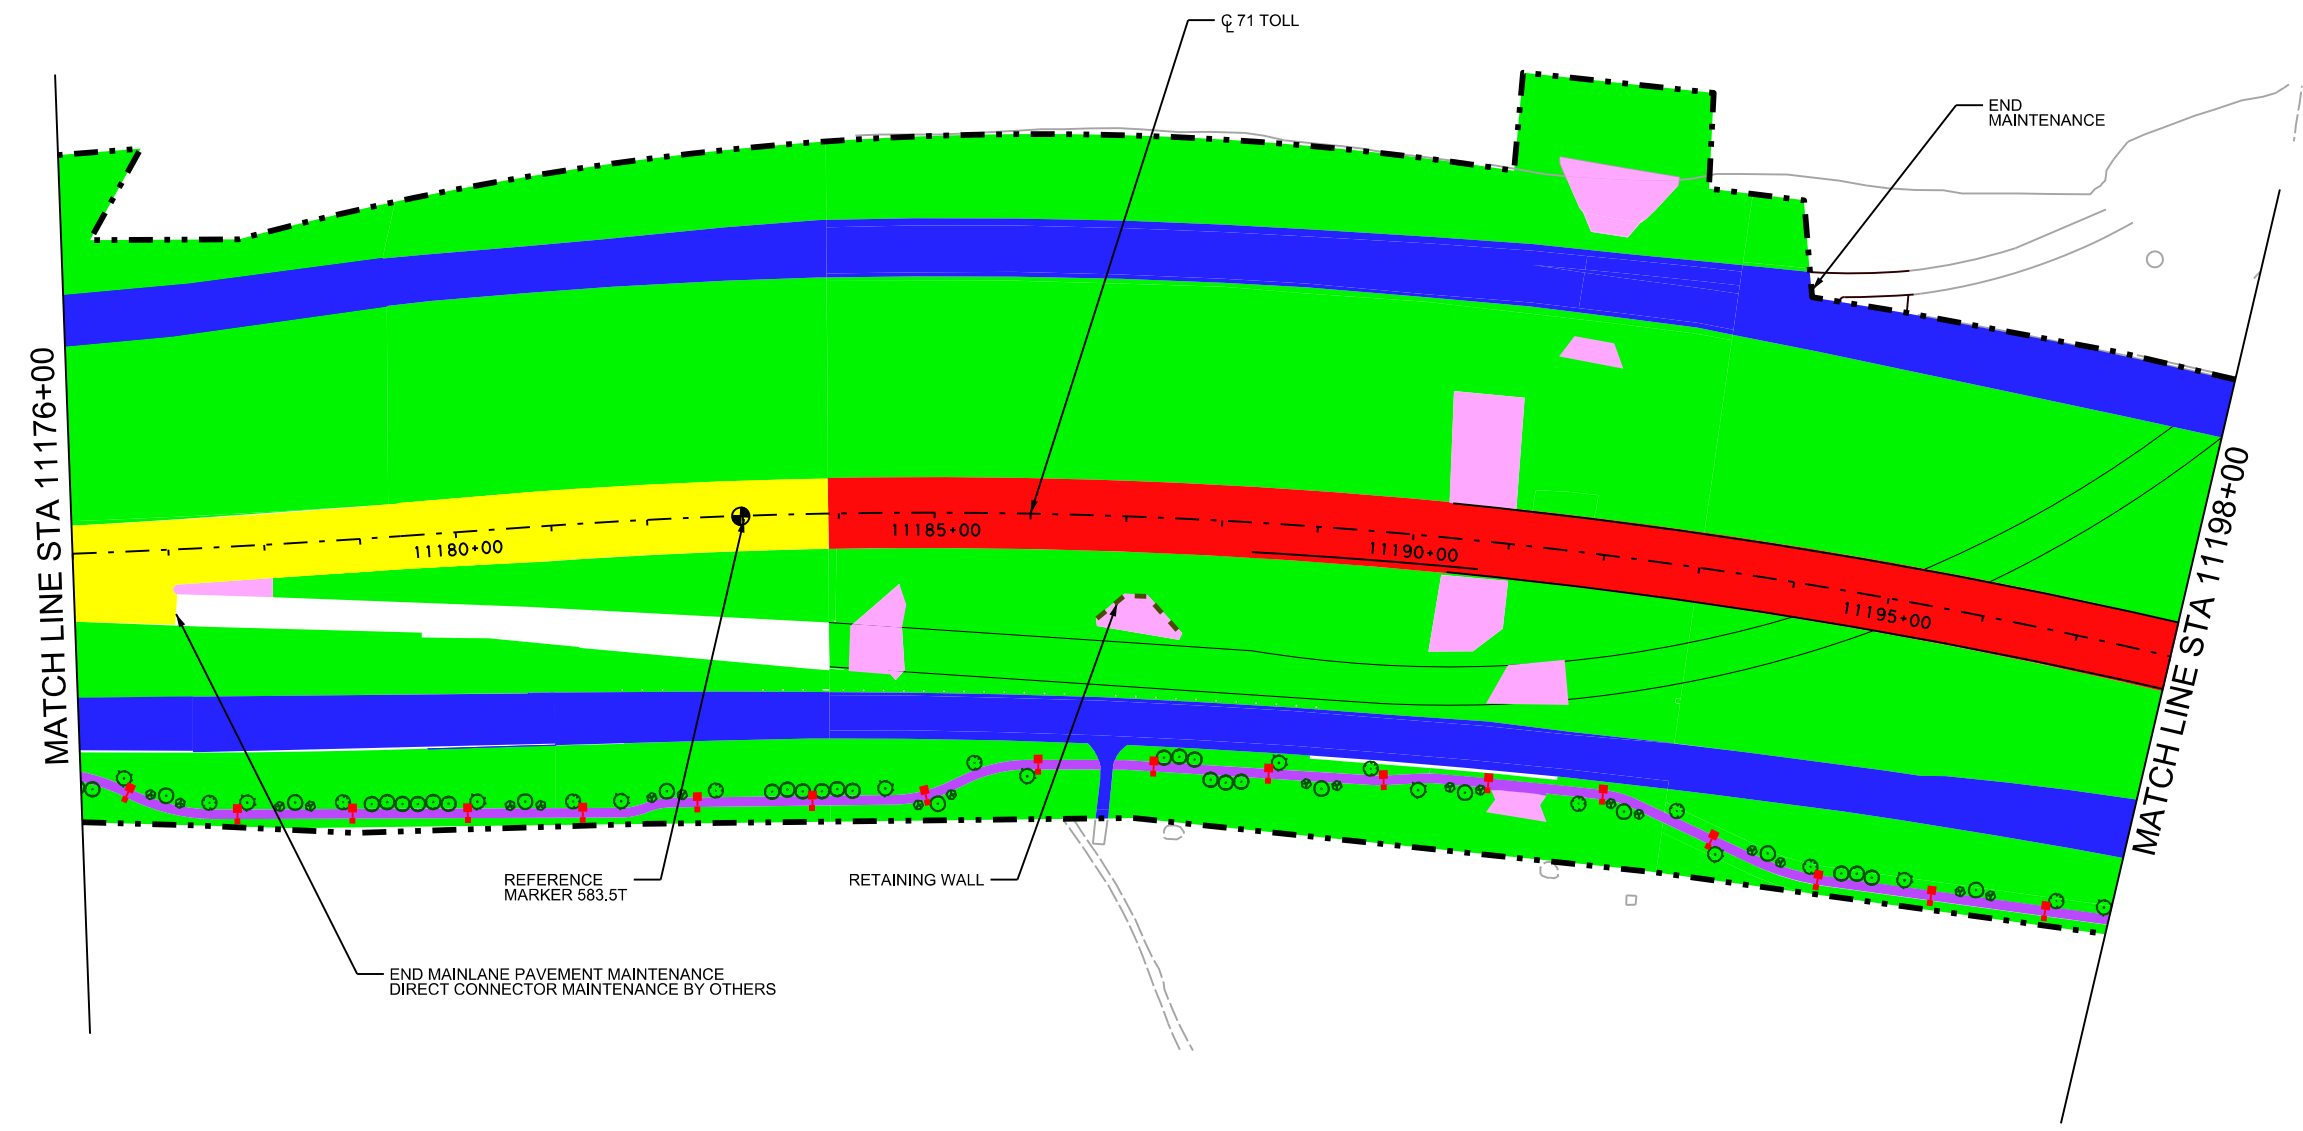 ℄ 71 TOLL
END
MAINTENANCE
MATCH LINE STA 11176+00
MATCH LINE STA 11198+00
11180+00
11185+00
11190+00
11195+00
REFERENCE
MARKER 583.5T
RETAINING WALL
END MAINLANE PAVEMENT MAINTENANCE
DIRECT CONNECTOR MAINTENANCE BY OTHERS